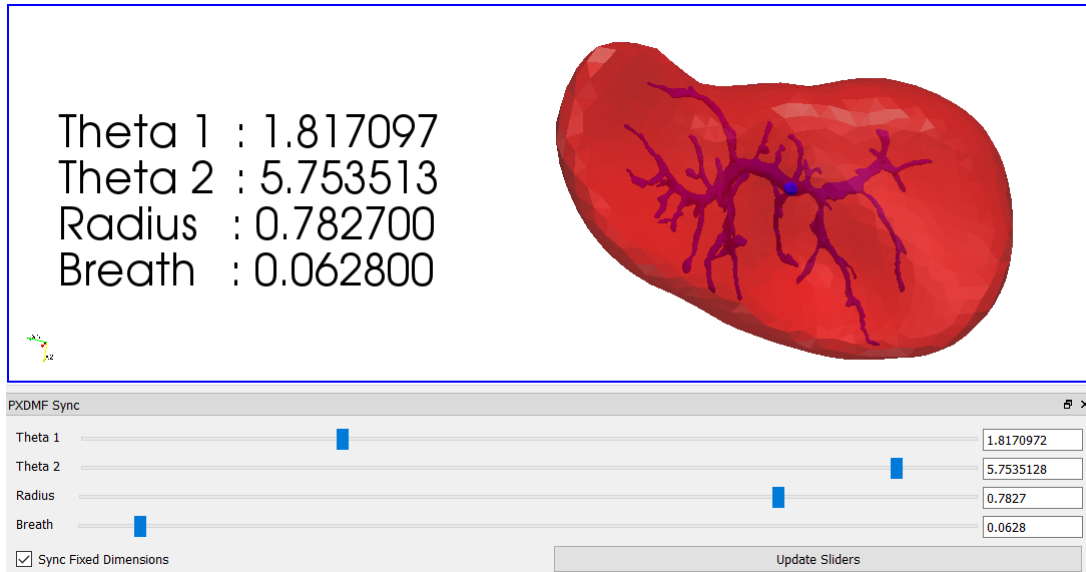 Theta 1 : 1.817097
Theta 2 : 5.753513
Radius : 0.782700
Breath : 0.062800
PXDMF Sync
Theta 1 1.8170972
Theta 2 5.7535128
Radius 0.7827
Breath 0.0628
Sync Fixed Dimensions
Update Sliders